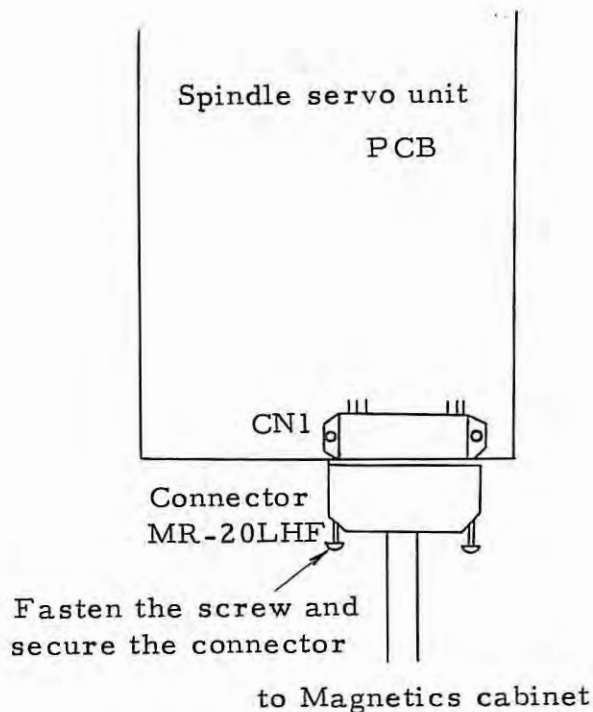 Spindle servo unit
PCB
CN1
Connector
MR-20LHF
Fasten the screw and
secure the connector
to Magnetics cabinet